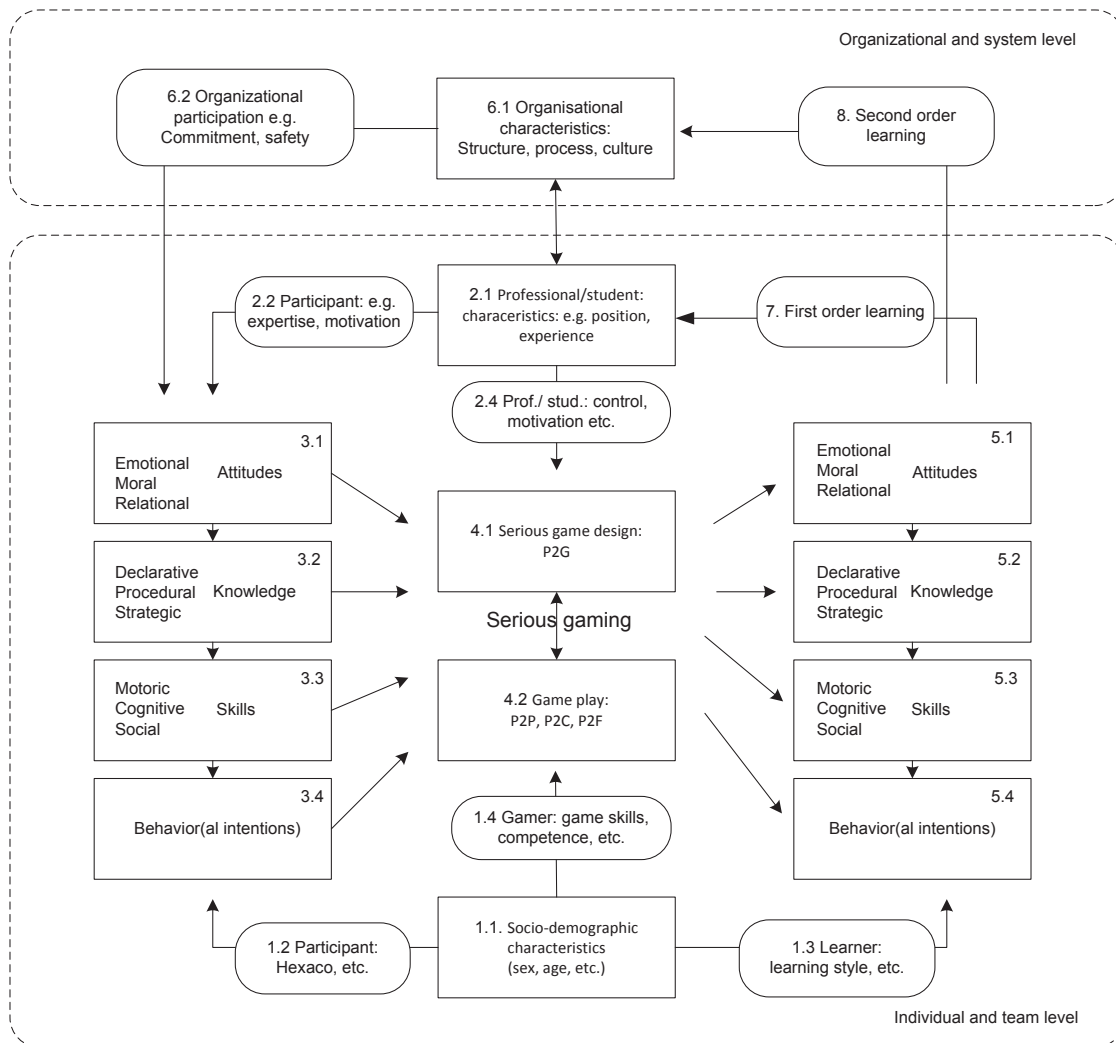 Organizational and system level
6.2 Organizational
participation e.g.
Commitment, safety
6.1 Organisational
characteristics:
Structure, process, culture
8. Second order
learning
2.2 Participant: e.g.
expertise, motivation
2.1 Professional/student:
characeristics: e.g. position,
experience
7. First order learning
2.4 Prof./ stud.: control,
motivation etc.
3.1
Emotional
Moral
Relational
Attitudes
3.2
Declarative
Procedural
Strategic
Knowledge
3.3
Motoric
Cognitive
Social
Skills
3.4
Behavior(al intentions)
4.1 Serious game design:
P2G
Serious gaming
4.2 Game play:
P2P, P2C, P2F
5.1
Emotional
Moral
Relational
Attitudes
5.2
Declarative
Procedural
Strategic
Knowledge
5.3
Motoric
Cognitive
Social
Skills
5.4
Behavior(al intentions)
1.4 Gamer: game skills,
competence, etc.
1.2 Participant:
Hexaco, etc.
1.1. Socio-demographic
characteristics
(sex, age, etc.)
1.3 Learner:
learning style, etc.
Individual and team level